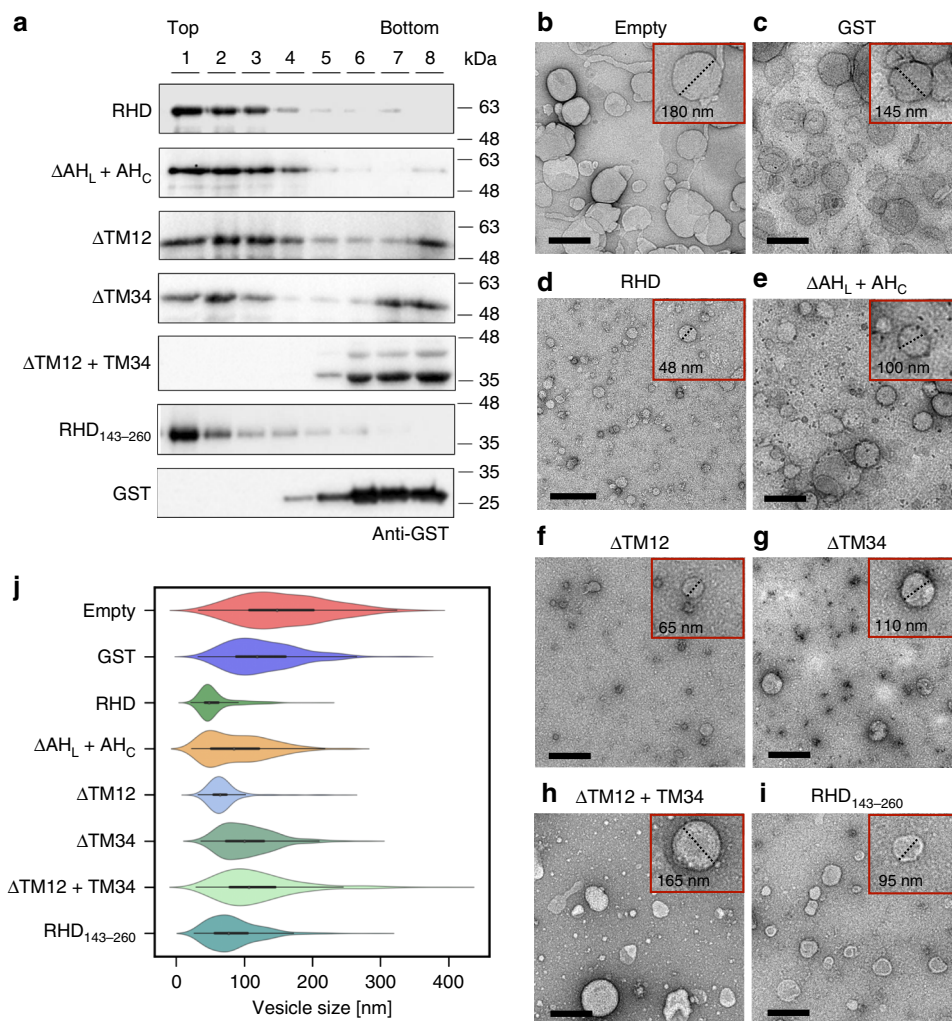 a
Top
Bottom
1 2 3 4 5 6 7 8 kDa
RHD
63
48
ΔAH_L + AH_C
63
48
ΔTM12
63
48
ΔTM34
63
48
ΔTM12 + TM34
48
35
RHD_143–260
48
35
GST
35
25
Anti-GST
b Empty
180 nm
c GST
145 nm
d RHD
48 nm
e ΔAH_L + AH_C
100 nm
f ΔTM12
65 nm
g ΔTM34
110 nm
h ΔTM12 + TM34
165 nm
i RHD_143–260
95 nm
j
Empty
GST
RHD
ΔAH_L + AH_C
ΔTM12
ΔTM34
ΔTM12 + TM34
RHD_143–260
0 100 200 300 400
Vesicle size [nm]